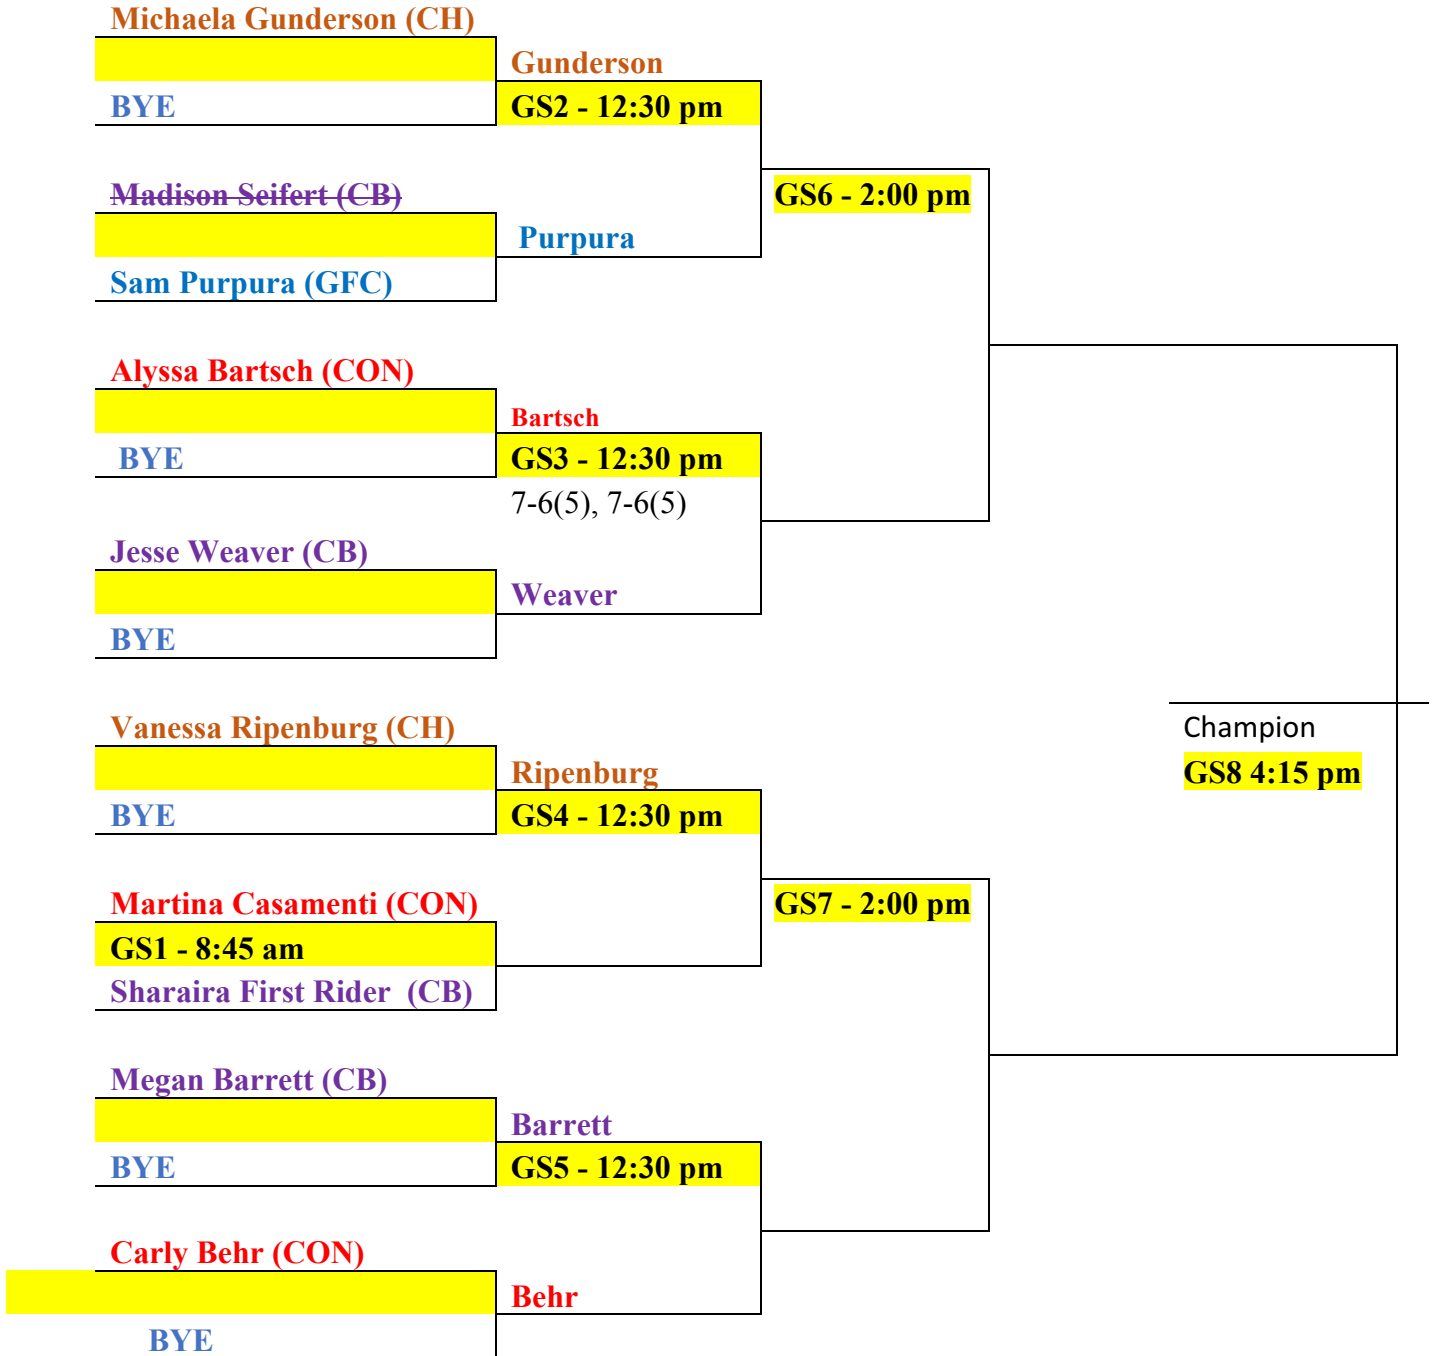 Michaela Gunderson (CH)
Gunderson
BYE
GS2 - 12:30 pm
Madison Seifert (CB)
GS6 - 2:00 pm
Purpura
Sam Purpura (GFC)
Alyssa Bartsch (CON)
Bartsch
BYE
GS3 - 12:30 pm
7-6(5), 7-6(5)
Jesse Weaver (CB)
Weaver
BYE
Vanessa Ripenburg (CH)
Champion
Ripenburg
GS8 4:15 pm
BYE
GS4 - 12:30 pm
Martina Casamenti (CON)
GS7 - 2:00 pm
GS1 - 8:45 am
Sharaira First Rider (CB)
Megan Barrett (CB)
Barrett
BYE
GS5 - 12:30 pm
Carly Behr (CON)
Behr
BYE